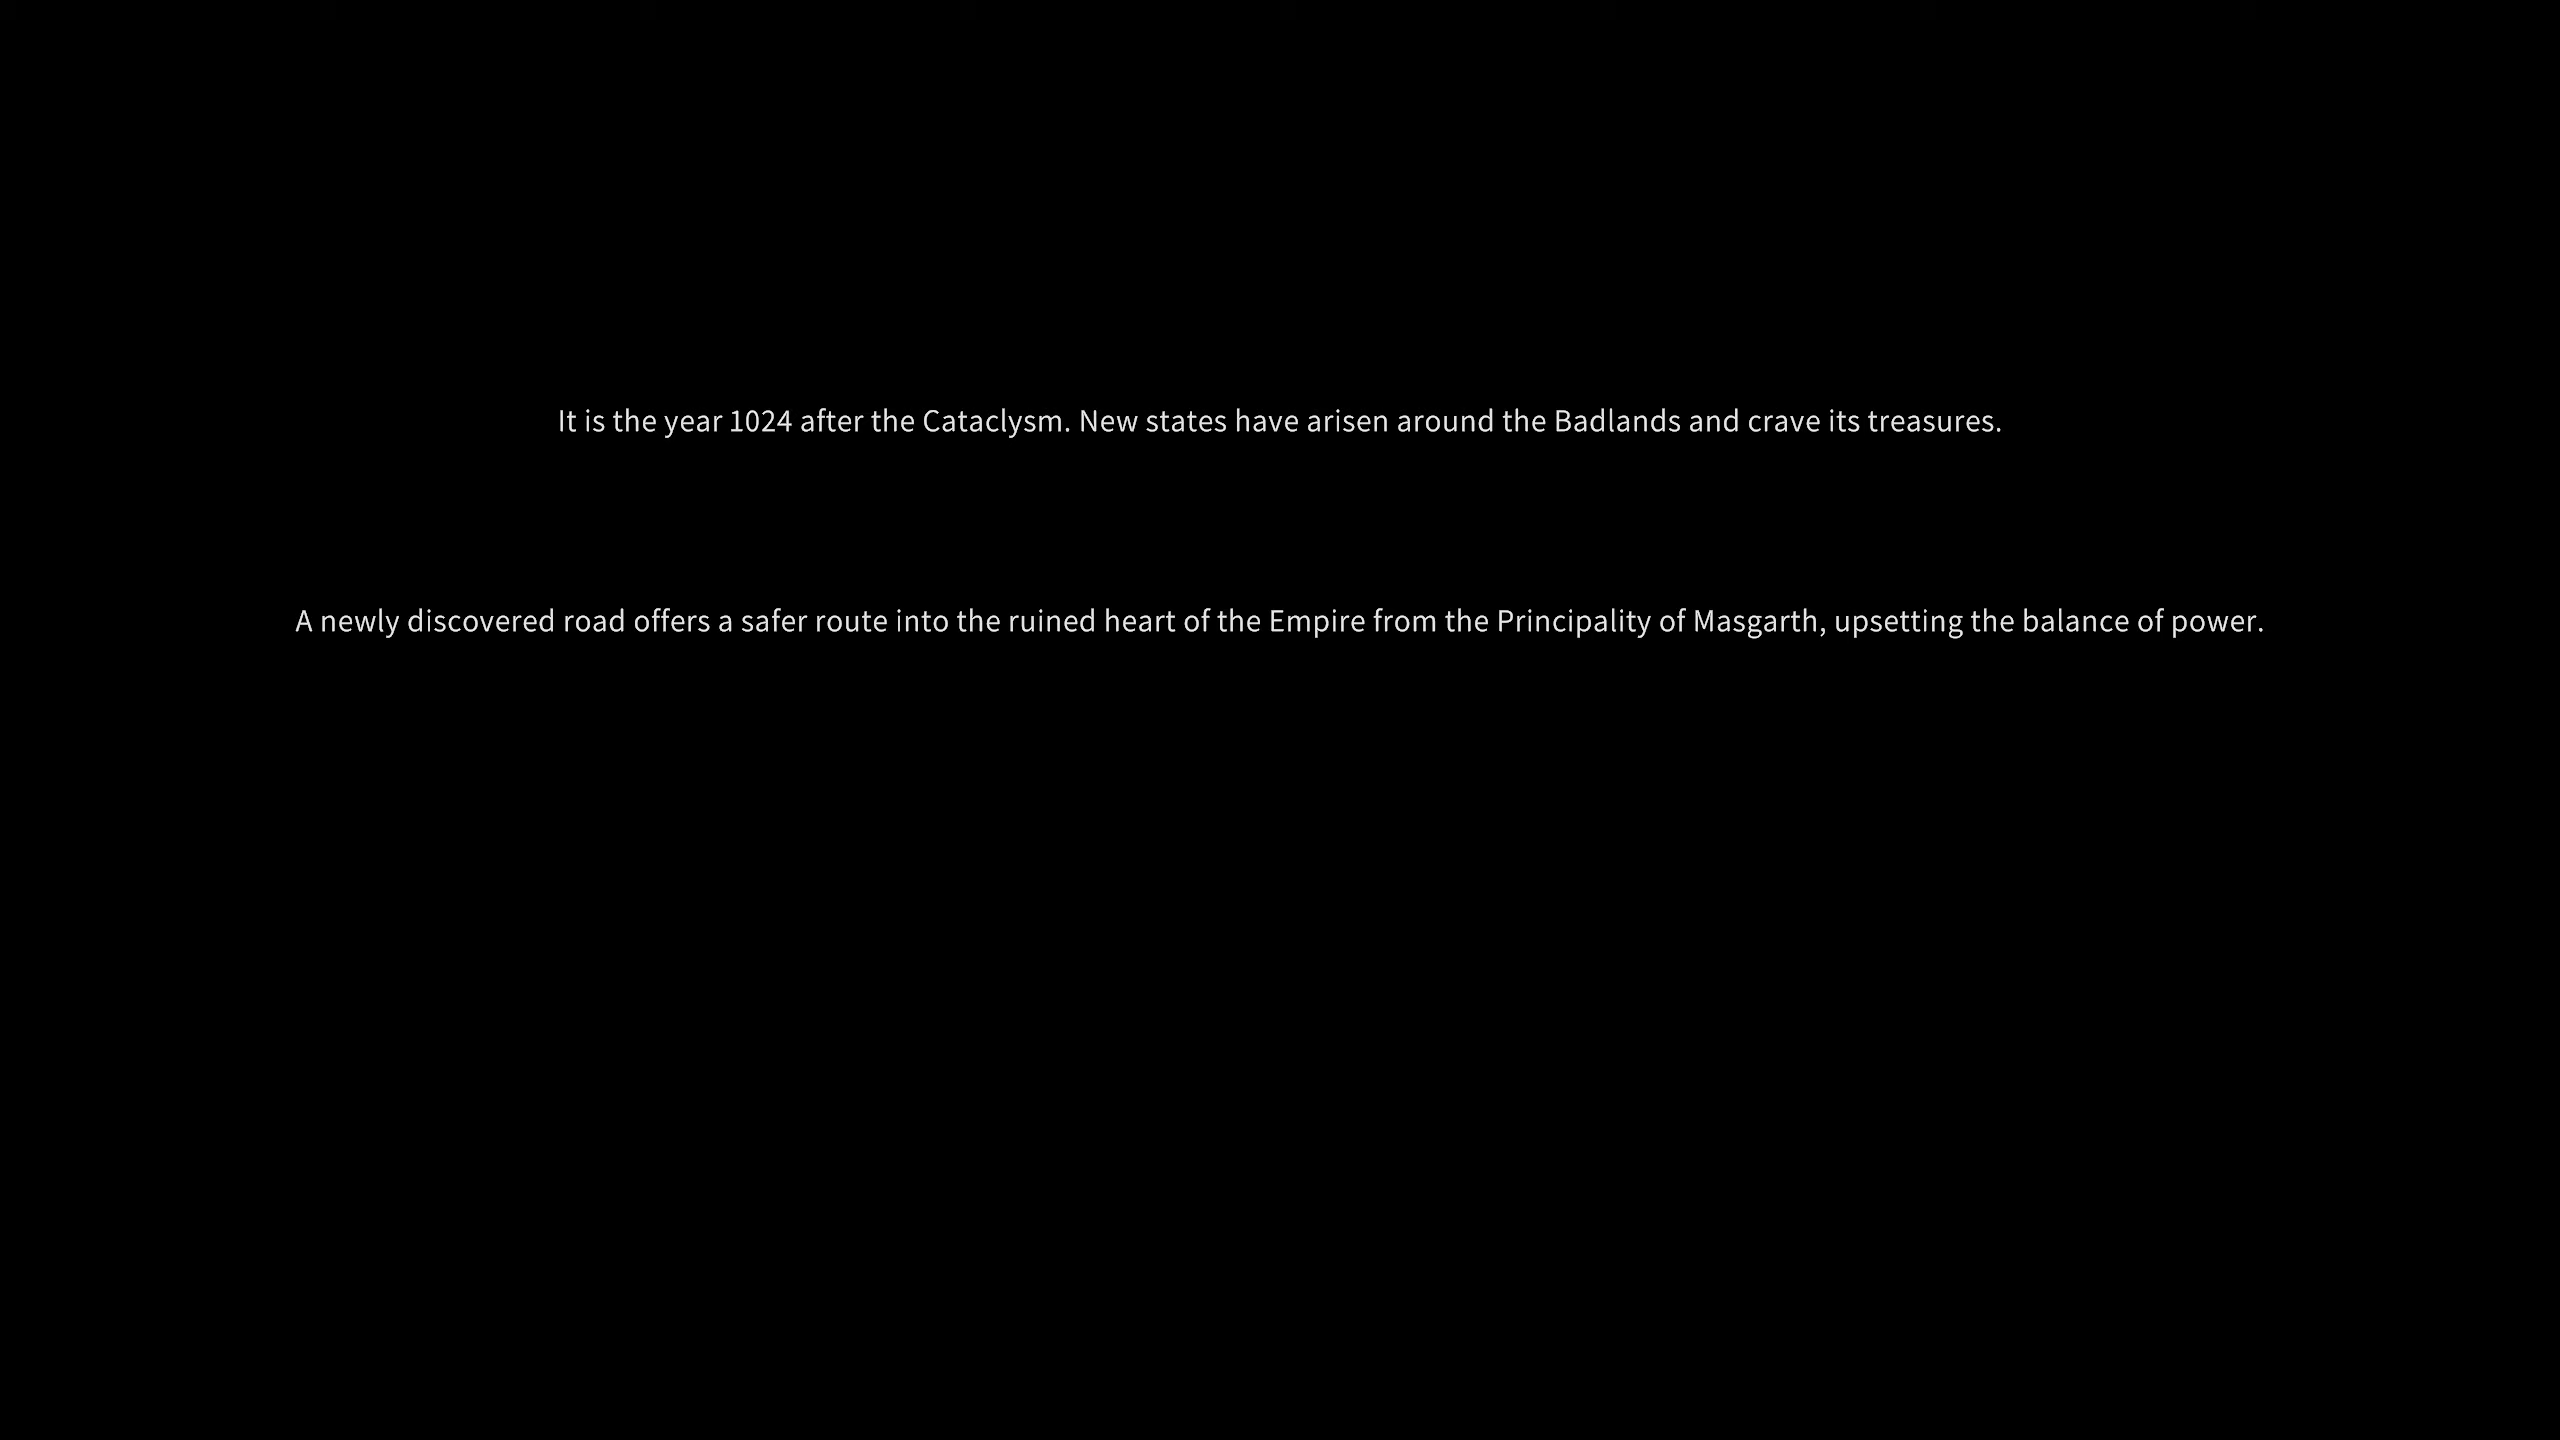 It is the year 1024 after the Cataclysm. New states have arisen around the Badlands and crave its treasures.
A newly discovered road offers a safer route into the ruined heart of the Empire from the Principality of Masgarth, upsetting the balance of power.